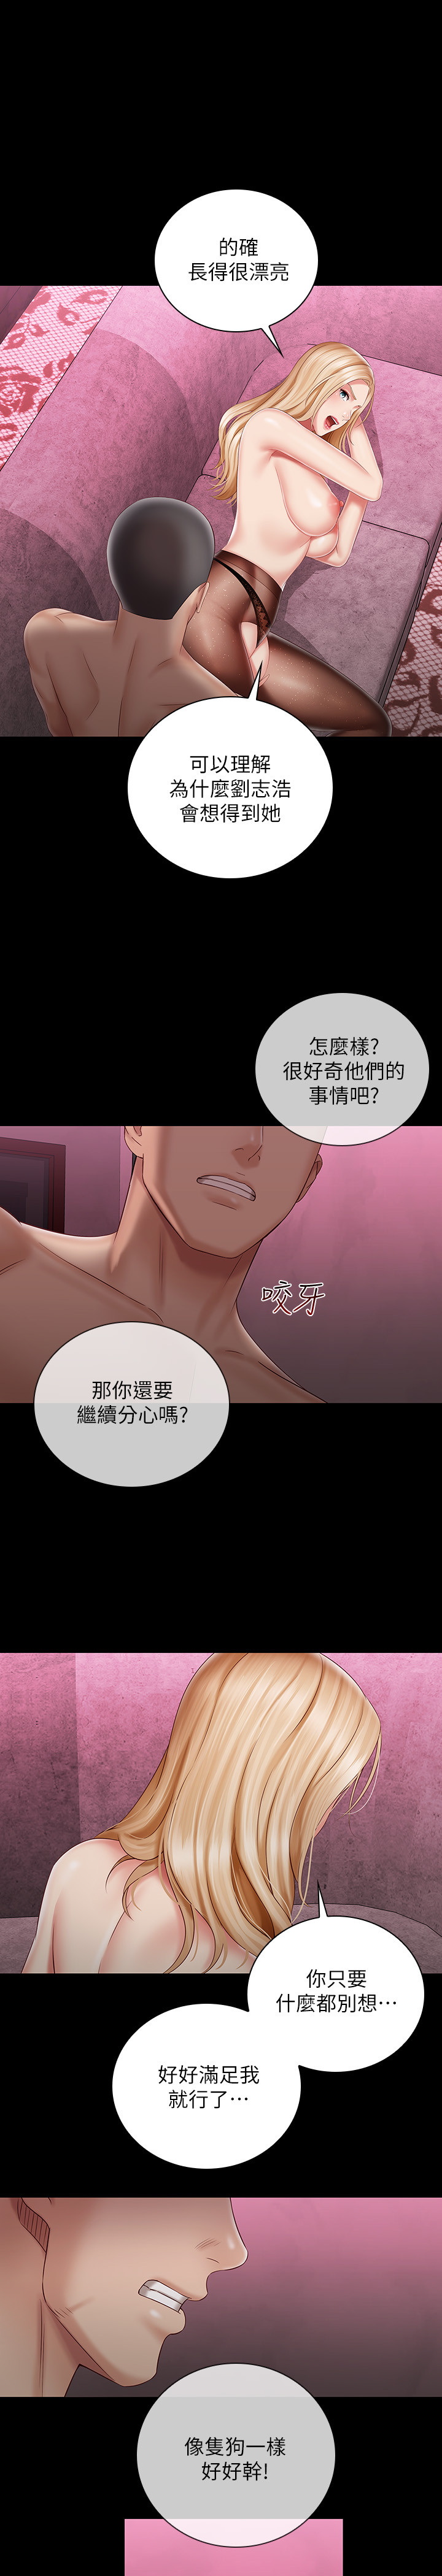 的確
長得很漂亮
可以理解
為什麼劉志浩
會想得到她
怎麼樣?
很好奇他們的
事情吧?
咬牙
那你還要
繼續分心嗎?
你只要
什麼都別想⋯
好好滿足我
就行了⋯
像隻狗一樣
好好幹!